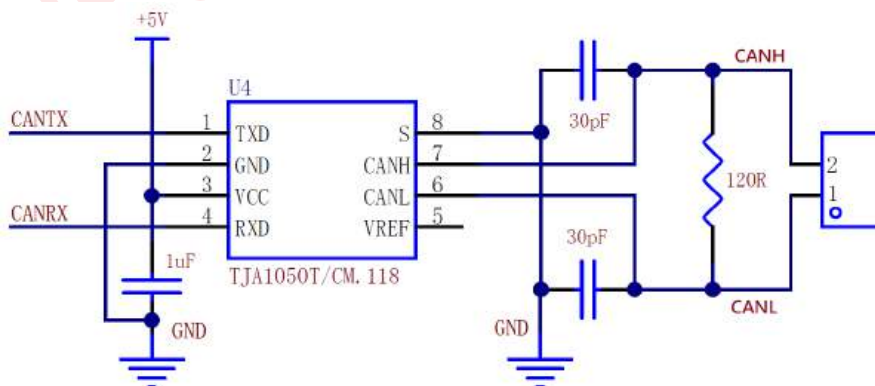 +5V
U4
CANTX
1
TXD
2
GND
3
VCC
CANRX
4
RXD
S
8
CANH
7
CANL
6
VREF
5
TJA1050T/CM.118
1uF
GND
30pF
CANH
120R
30pF
CANL
GND
2
1